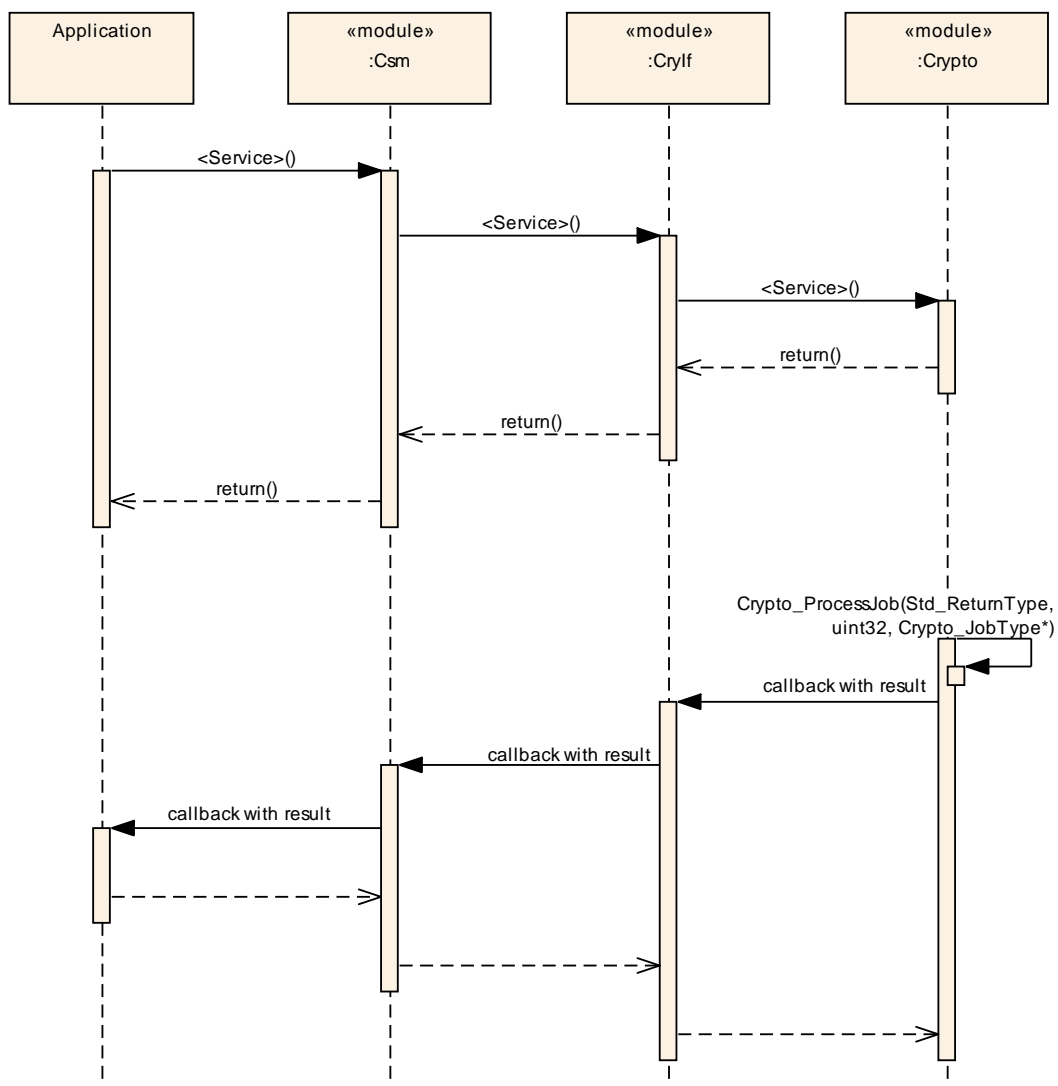 Application
«module»
:Csm
«module»
:CryIf
«module»
:Crypto
<Service>()
<Service>()
<Service>()
return()
return()
return()
Crypto_ProcessJob(Std_ReturnType,
uint32, Crypto_JobType*)
callback with result
callback with result
callback with result